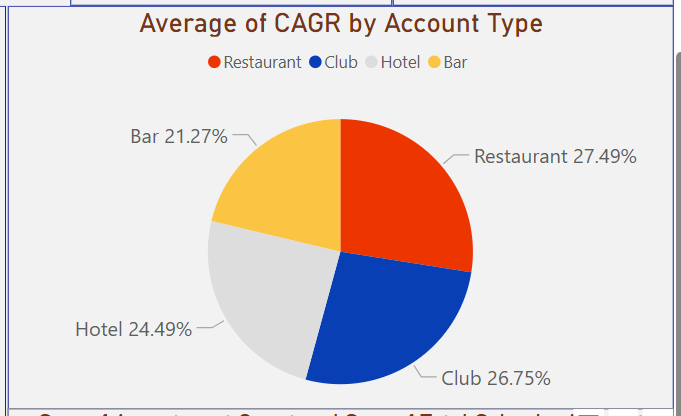 Average of CAGR by Account Type
Restaurant Club Hotel Bar
Bar 21.27%
Restaurant 27.49%
Hotel 24.49%
Club 26.75%